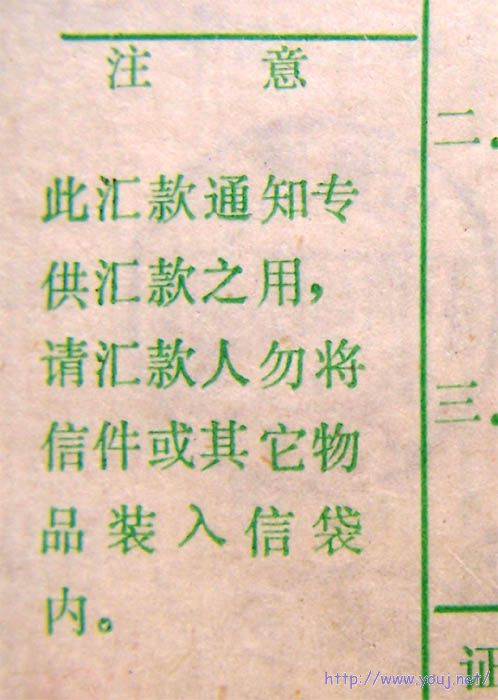 注 意
此汇款通知专
供汇款之用，
请汇款人勿将
信件或其它物
品装入信袋
内。
二.
三.
证
http://www.youj.net/